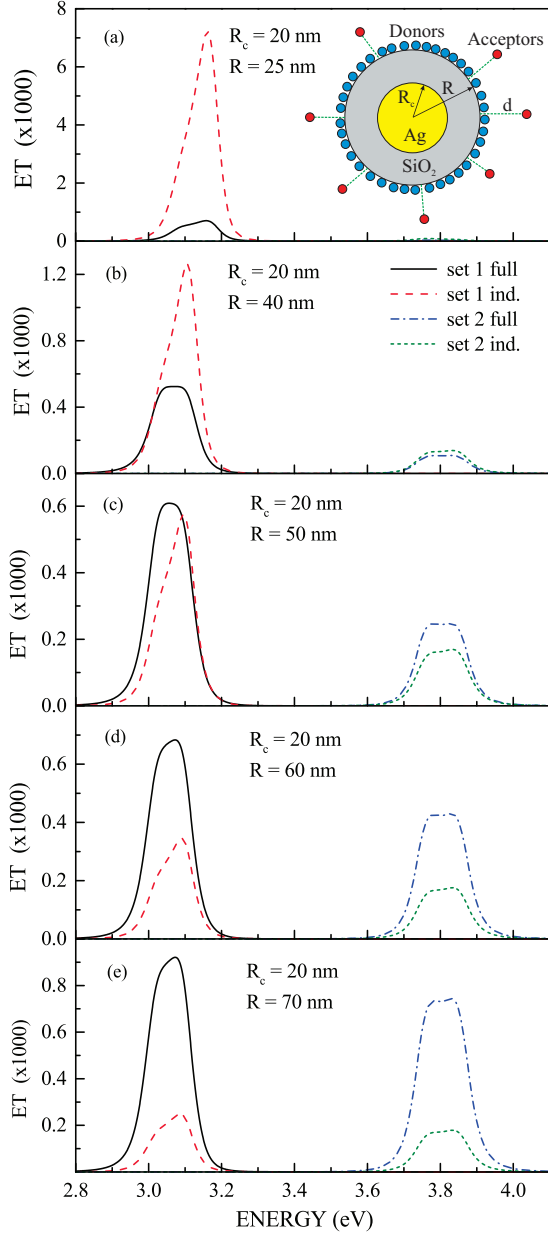 (a)
R_c = 20 nm
R = 25 nm
Donors
Acceptors
R_c
R
d
Ag
SiO₂
ET (x1000)
8
6
4
2
0
(b)
R_c = 20 nm
R = 40 nm
set 1 full
set 1 ind.
set 2 full
set 2 ind.
ET (x1000)
1.2
0.8
0.4
0.0
(c)
R_c = 20 nm
R = 50 nm
ET (x1000)
0.6
0.4
0.2
0.0
(d)
R_c = 20 nm
R = 60 nm
ET (x1000)
0.6
0.4
0.2
0.0
(e)
R_c = 20 nm
R = 70 nm
ET (x1000)
0.8
0.6
0.4
0.2
2.8 3.0 3.2 3.4 3.6 3.8 4.0
ENERGY (eV)